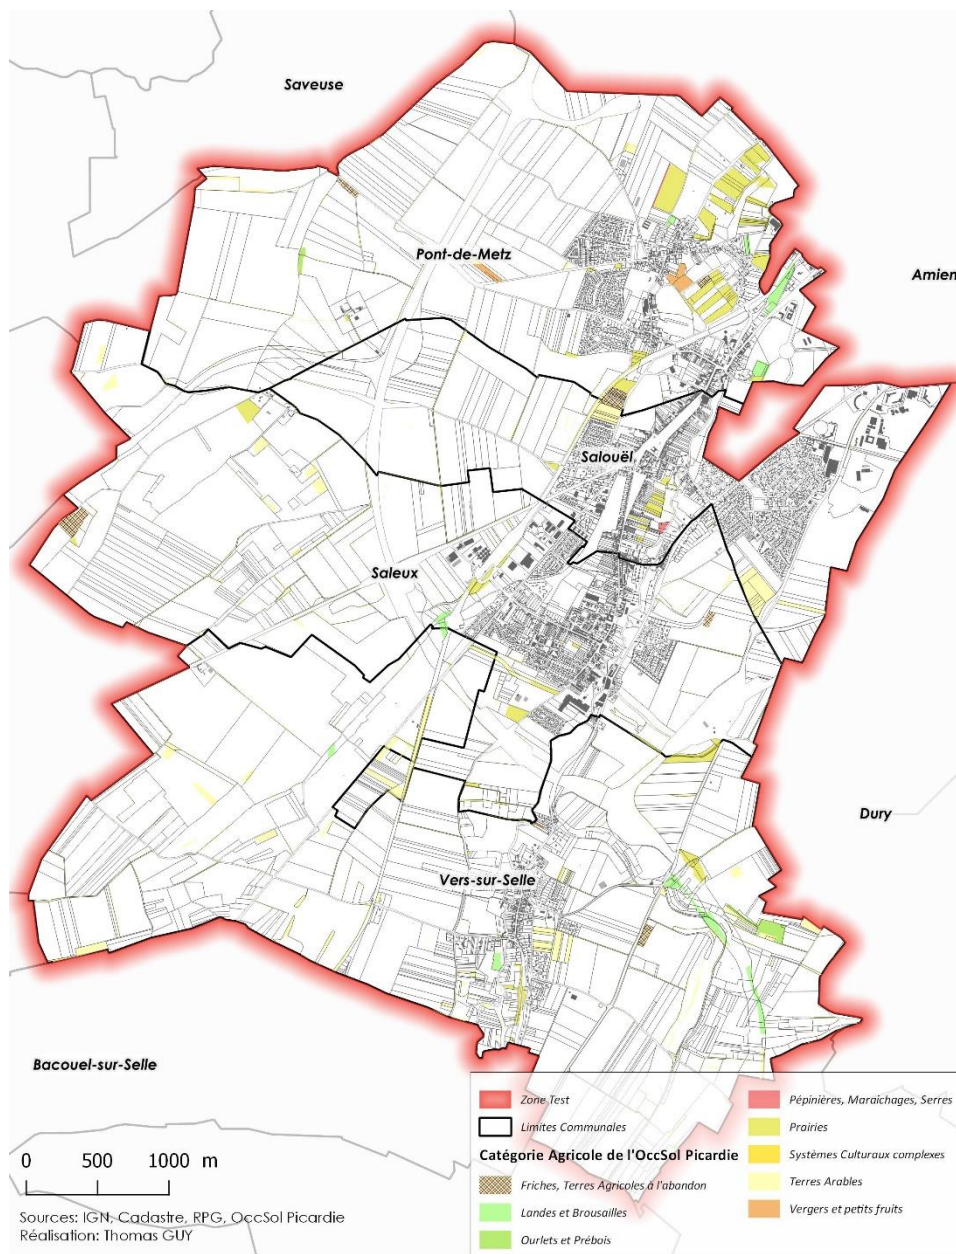 Saveuse
Pont-de-Metz
Amien
Salouël
Saleux
Dury
Vers-sur-Selle
Bacouel-sur-Selle
Zone Test
Limites Communales
Catégorie Agricole de l'OccSol Picardie
Friches, Terres Agricoles à l'abandon
Landes et Brousailles
Ourlets et Prébois
Pépinières, Maraîchages, Serres
Prairies
Systèmes Culturaux complexes
Terres Arables
Vergers et petits fruits
0 500 1000 m
Sources: IGN, Cadastre, RPG, OccSol Picardie
Réalisation: Thomas GUY